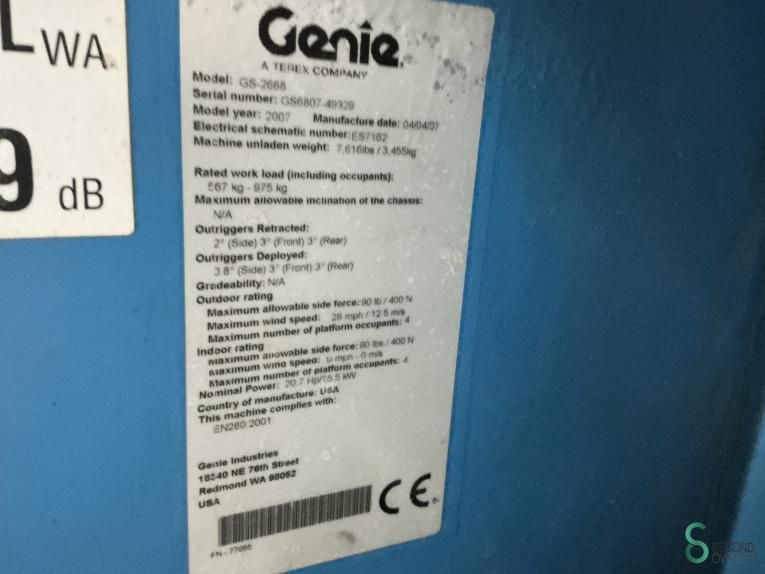 LWA
9 dB
Genie
A TEREX COMPANY
Model: GS-2668
Serial number: GS6807-49329
Model year: 2007 Manufacture date: 04/04/07
Electrical schematic number: ES7162
Machine unladen weight: 7,616lbs / 3,455kg
Rated work load (including occupants):
567 kg - 975 kg
Maximum allowable inclination of the chassis:
N/A
Outriggers Retracted:
2° (Side) 3° (Front) 3° (Rear)
Outriggers Deployed:
3.8° (Side) 3° (Front) 3° (Rear)
Gradeability: N/A
Outdoor rating
Maximum allowable side force: 90 lb / 400 N
Maximum wind speed: 28 mph / 12.5 m/s
Maximum number of platform occupants: 4
Indoor rating
Maximum allowable side force: 90 lbs / 400 N
Maximum wind speed: 0 mph - 0 m/s
Maximum number of platform occupants: 4
Nominal Power: 20.7 Hp/15.5 kW
Country of manufacture: USA
This machine complies with:
EN280:2001
Genie Industries
18340 NE 76th Street
Redmond WA 98052
USA
CE
PN - 77055
SECOND
OWNER